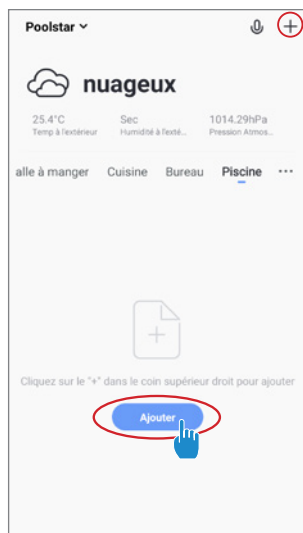 Poolstar
nuageux
25.4°C Sec 1014.29hPa
Temp à l'extérieur Humidité à l'exté... Pression Atmos...
alle à manger Cuisine Bureau Piscine ...
Cliquez sur le "+" dans le coin supérieur droit pour ajouter
Ajouter